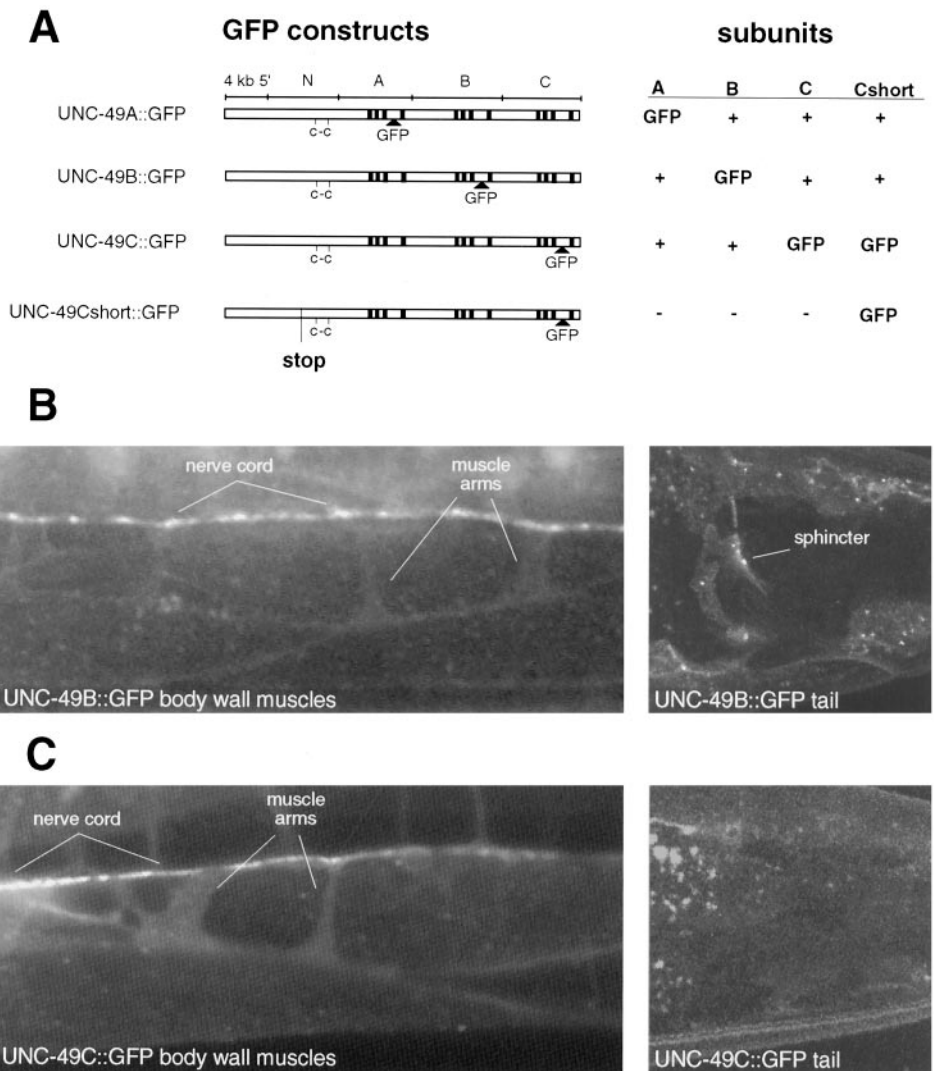 A
GFP constructs
subunits
4 kb 5' N A B C
A B C Cshort
UNC-49A::GFP
c-c
GFP
GFP + + +
UNC-49B::GFP
c-c
GFP
+ GFP + +
UNC-49C::GFP
c-c
GFP
+ + GFP GFP
UNC-49Cshort::GFP
c-c
GFP
- - - GFP
stop
B
nerve cord
muscle
arms
UNC-49B::GFP body wall muscles
sphincter
UNC-49B::GFP tail
C
nerve cord
muscle
arms
UNC-49C::GFP body wall muscles
UNC-49C::GFP tail